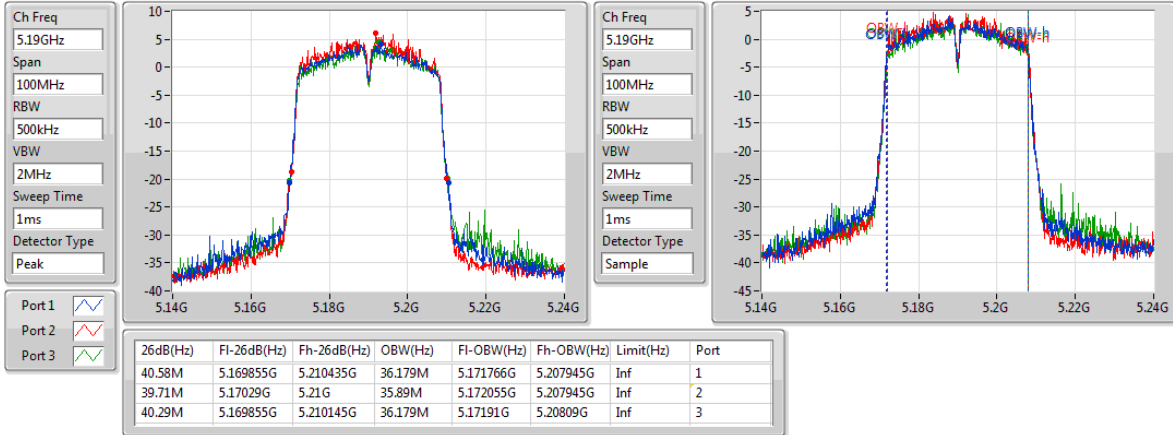 Ch Freq
5.19GHz
Span
100MHz
RBW
500kHz
VBW
2MHz
Sweep Time
1ms
Detector Type
Peak
Port 1
Port 2
Port 3
10
5
0
-5
-10
-15
-20
-25
-30
-35
-40
5.14G 5.16G 5.18G 5.2G 5.22G 5.24G
Ch Freq
5.19GHz
Span
100MHz
RBW
500kHz
VBW
2MHz
Sweep Time
1ms
Detector Type
Sample
5
0
-5
-10
-15
-20
-25
-30
-35
-40
-45
5.14G 5.16G 5.18G 5.2G 5.22G 5.24G
OBW-h
26dB(Hz) Fl-26dB(Hz) Fh-26dB(Hz) OBW(Hz) Fl-OBW(Hz) Fh-OBW(Hz) Limit(Hz) Port
40.58M 5.169855G 5.210435G 36.179M 5.171766G 5.207945G Inf 1
39.71M 5.17029G 5.21G 35.89M 5.172055G 5.207945G Inf 2
40.29M 5.169855G 5.210145G 36.179M 5.17191G 5.20809G Inf 3